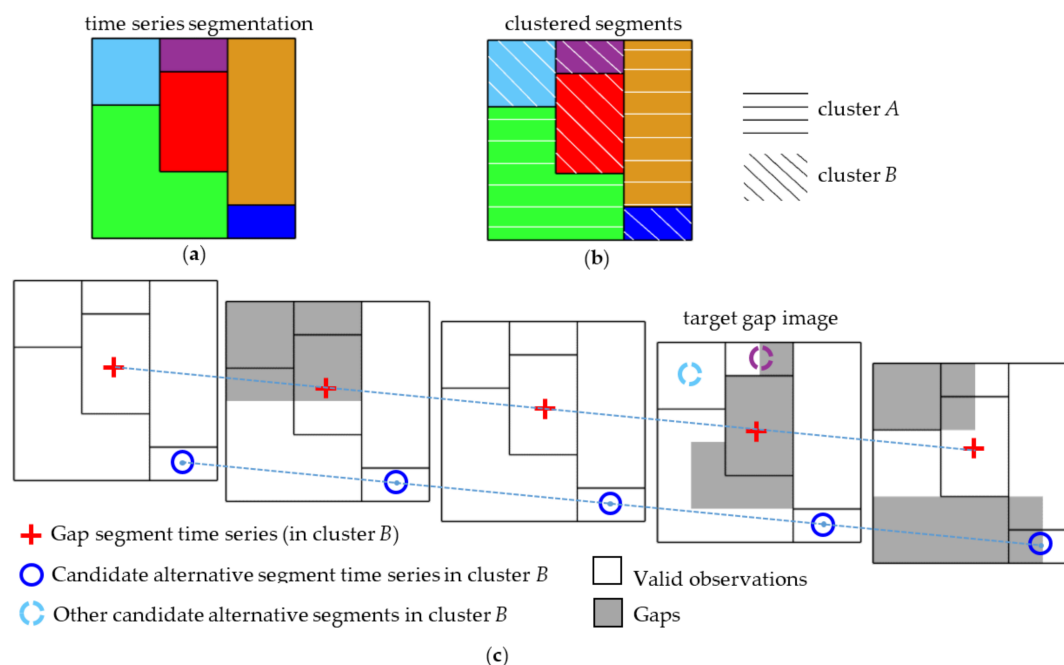 time series segmentation
clustered segments
cluster A
cluster B
(a)
(b)
target gap image
Gap segment time series (in cluster B)
Candidate alternative segment time series in cluster B
Other candidate alternative segments in cluster B
Valid observations
Gaps
(c)